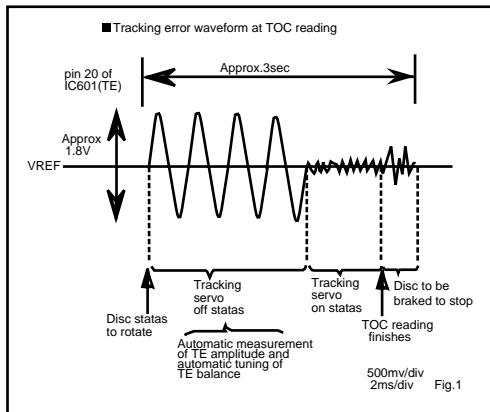 ■Tracking error waveform at TOC reading
pin 20 of
IC601(TE)
Approx.3sec
Approx
1.8V
VREF
Disc statas
to rotate
Tracking
servo
off statas
Automatic measurement
of TE amplitude and
automatic tuning of
TE balance
Tracking
servo
on statas
Disc to be
braked to stop
TOC reading
finishes
500mv/div
2ms/div
Fig.1